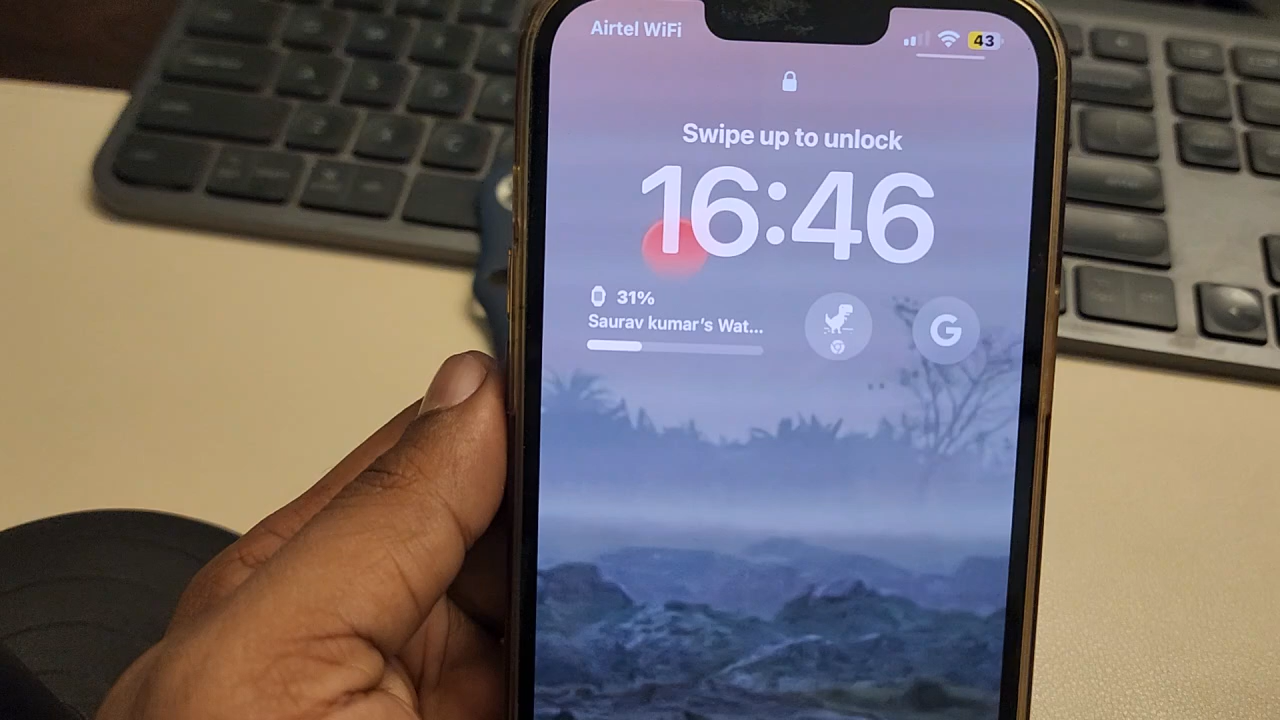 Airtel WiFi
43
Swipe up to unlock
16:46
31%
Saurav kumar's Wat...
G